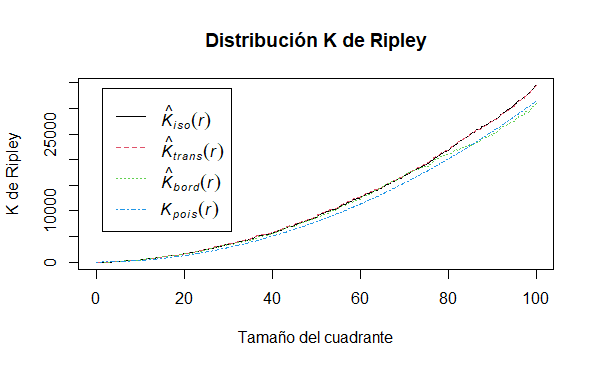 Distribución K de Ripley
K de Ripley
25000
10000
0
K̂iso(r)
K̂trans(r)
K̂bord(r)
Kpois(r)
0 20 40 60 80 100
Tamaño del cuadrante